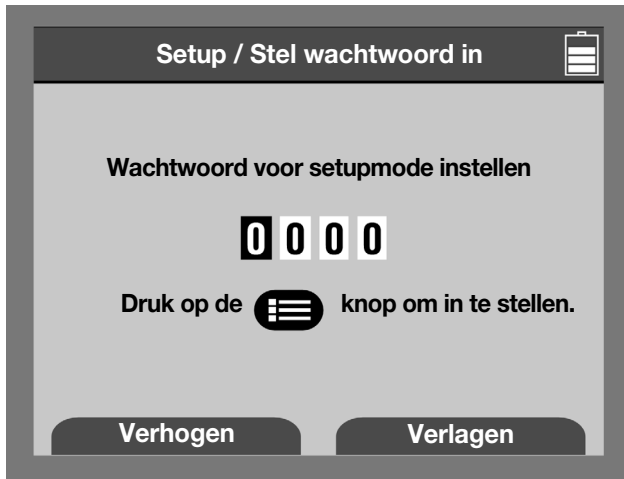 Setup / Stel wachtwoord in
Wachtwoord voor setupmode instellen
0 0 0 0
Druk op de knop om in te stellen.
Verhogen Verlagen